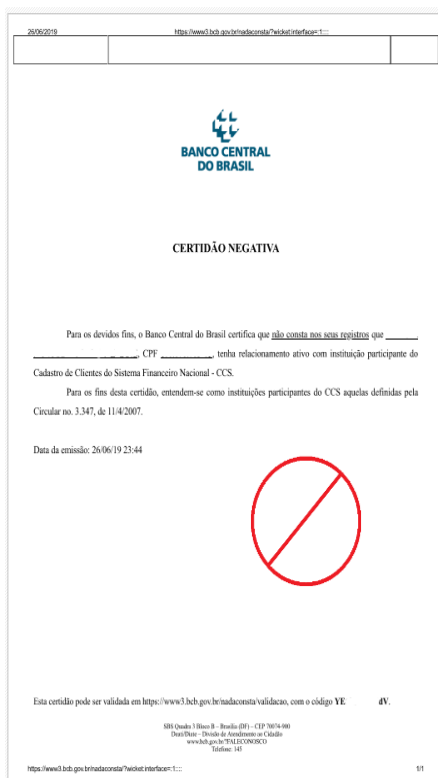 26/06/2019 https://www3.bcb.gov.br/nadaconsta/?wicket:interface=:1::::
BANCO CENTRAL
DO BRASIL
CERTIDÃO NEGATIVA
Para os devidos fins, o Banco Central do Brasil certifica que não consta nos seus registros que
, CPF , tenha relacionamento ativo com instituição participante do
Cadastro de Clientes do Sistema Financeiro Nacional - CCS.
Para os fins desta certidão, entendem-se como instituições participantes do CCS aquelas definidas pela
Circular no. 3.347, de 11/4/2007.
Data da emissão: 26/06/19 23:44
Esta certidão pode ser validada em https://www3.bcb.gov.br/nadaconsta/validacao, com o código YE dV.
SBS Quadra 3 Bloco B – Brasília (DF) – CEP 70074-900
Deati/Diate – Divisão de Atendimento ao Cidadão
www.bcb.gov.br/?FALECONOSCO
Telefone: 145
https://www3.bcb.gov.br/nadaconsta/?wicket:interface=:1:::: 1/1